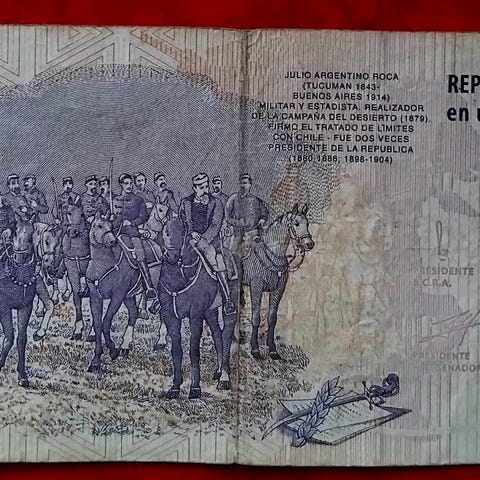 JULIO ARGENTINO ROCA
(TUCUMAN 1843-
BUENOS AIRES 1914)
MILITAR Y ESTADISTA. REALIZADOR
DE LA CAMPAÑA DEL DESIERTO (1879).
FIRMO EL TRATADO DE LIMITES
CON CHILE - FUE DOS VECES
PRESIDENTE DE LA REPUBLICA
(1880-1886; 1898-1904)
REP
en u
PRESIDENTE
B.C.R.A.
PRESIDENTE
SENADOR